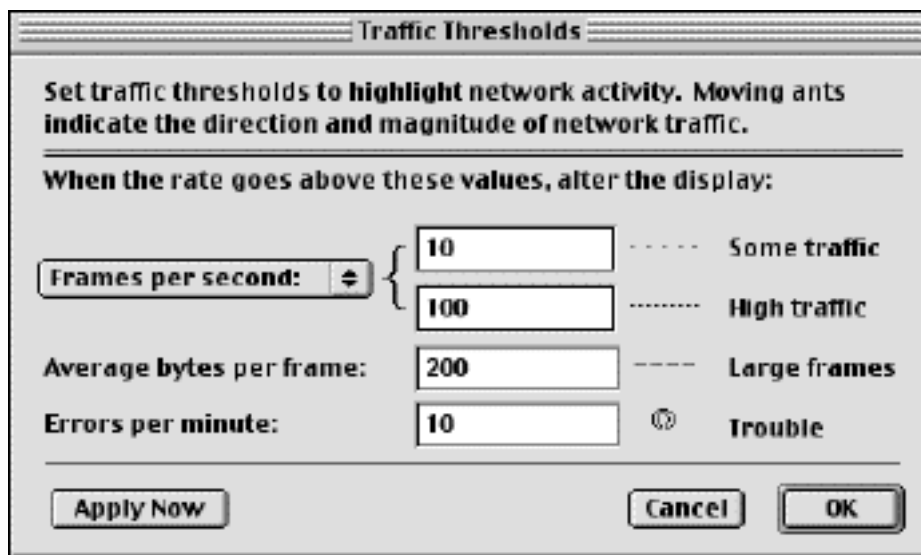 Traffic Thresholds
Set traffic thresholds to highlight network activity. Moving ants
indicate the direction and magnitude of network traffic.
When the rate goes above these values, alter the display:
Frames per second:
10
Some traffic
100
High traffic
Average bytes per frame:
200
Large frames
Errors per minute:
10
Trouble
Apply Now
Cancel
OK